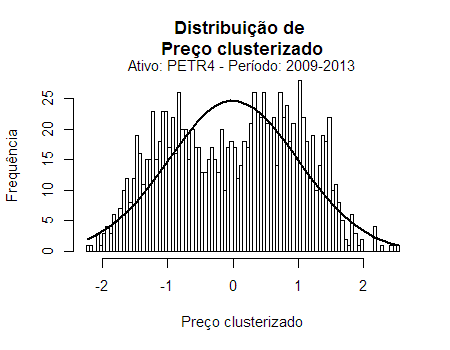 Distribuição de
Preço clusterizado
Ativo: PETR4 - Período: 2009-2013
Frequência
25
20
15
10
5
0
-2 -1 0 1 2
Preço clusterizado